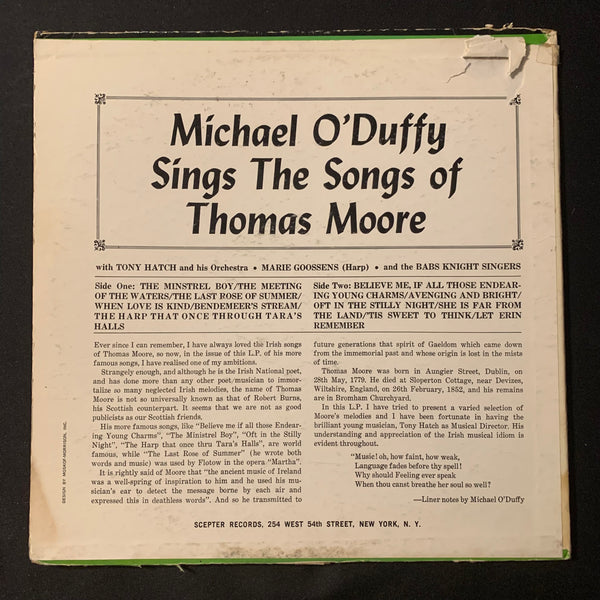 Michael O'Duffy
Sings The Songs of
Thomas Moore
with TONY HATCH and his Orchestra • MARIE GOOSSENS (Harp) • and the BABS KNIGHT SINGERS
Side One: THE MINSTREL BOY/THE MEETING
OF THE WATERS/THE LAST ROSE OF SUMMER/
WHEN LOVE IS KIND/BENDEMEER'S STREAM/
THE HARP THAT ONCE THROUGH TARA'S
HALLS
Side Two: BELIEVE ME, IF ALL THOSE ENDEAR-
ING YOUNG CHARMS/AVENGING AND BRIGHT/
OFT IN THE STILLY NIGHT/SHE IS FAR FROM
THE LAND/'TIS SWEET TO THINK/LET ERIN
REMEMBER
Ever since I can remember, I have always loved the Irish songs
of Thomas Moore, so now, in the issue of this L.P. of his more
famous songs, I have realised one of my ambitions.
Strangely enough, and although he is the Irish National poet,
and has done more than any other poet/musician to immor-
talize so many neglected Irish melodies, the name of Thomas
Moore is not so universally known as that of Robert Burns,
his Scottish counterpart. It seems that we are not as good
publicists as our Scottish friends.
His more famous songs, like "Believe me if all those Endear-
ing Young Charms", "The Ministrel Boy", "Oft in the Stilly
Night", "The Harp that once thru Tara's Halls", are world
famous, while "The Last Rose of Summer" (he wrote both
words and music) was used by Flotow in the opera "Martha".
It is rightly said of Moore that "the ancient music of Ireland
was a well-spring of inspiration to him and he used his mu-
sician's ear to detect the message borne by each air and
expressed this in deathless words". And so he transmitted to
future generations that spirit of Gaeldom which came down
from the immemorial past and whose origin is lost in the mists
of time.
Thomas Moore was born in Aungier Street, Dublin, on
28th May, 1779. He died at Sloperton Cottage, near Devizes,
Wiltshire, England, on 26th February, 1852, and his remains
are in Bromham Churchyard.
In this L.P. I have tried to present a varied selection of
Moore's melodies and I have been fortunate in having the
brilliant young musician, Tony Hatch as Musical Director. His
understanding and appreciation of the Irish musical idiom is
evident throughout.
"Music! oh, how faint, how weak,
Language fades before thy spell!
Why should Feeling ever speak
When thou canst breathe her soul so well?
—Liner notes by Michael O'Duffy
DESIGN BY MOSKOF-MORRISON, INC.
SCEPTER RECORDS, 254 WEST 54th STREET, NEW YORK, N. Y.